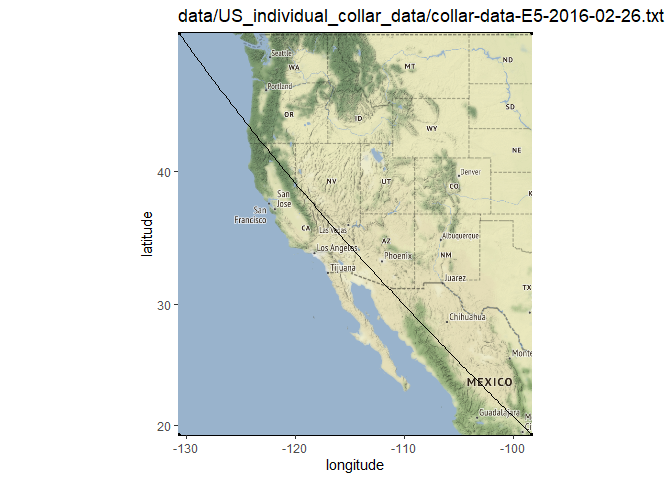 data/US_individual_collar_data/collar-data-E5-2016-02-26.txt
Seattle
WA
MT
ND
Portland
OR
ID
SD
WY
NE
40
Denver
NV
UT
CO
K
San
Jose
San
Francisco
CA
Las Vegas
Albuquerque
Los Angeles
AZ
NM
Phoenix
Tijuana
Juarez
TX
latitude
30
Chihuahua
Monte
MEXICO
Guadalajara
M
Ci
20
-130
-120
-110
-100
longitude